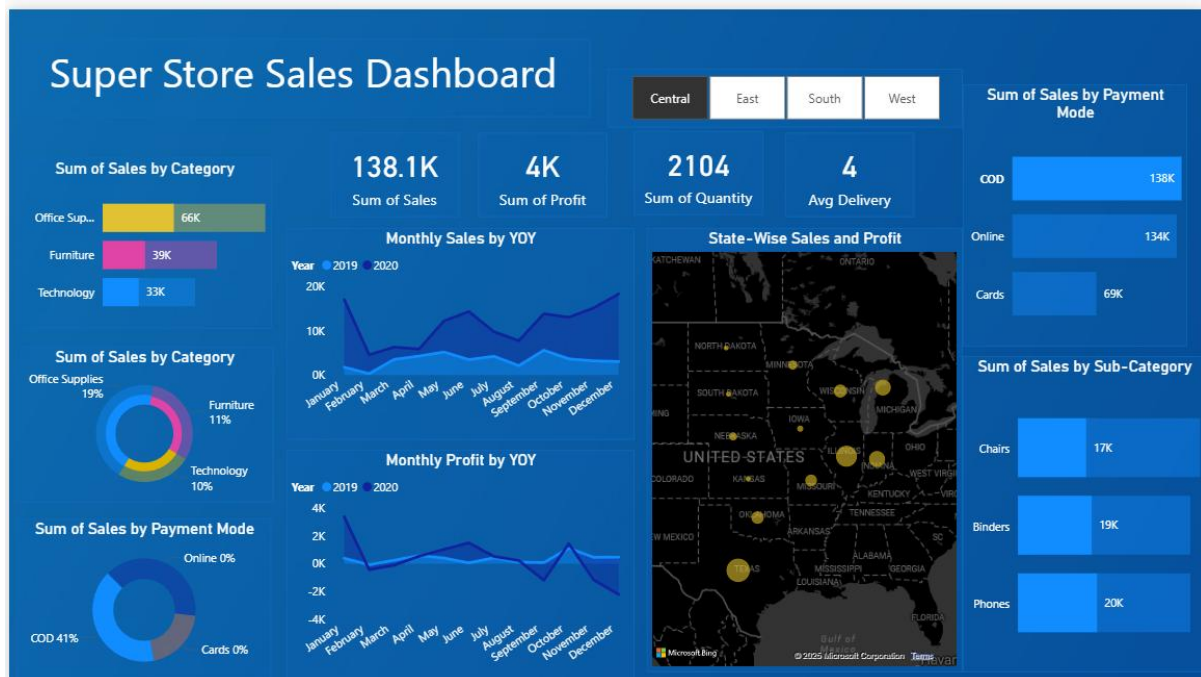 Super Store Sales Dashboard
Central East South West
138.1K
Sum of Sales
4K
Sum of Profit
2104
Sum of Quantity
4
Avg Delivery
Sum of Sales by Category
Office Sup... 66K
Furniture 39K
Technology 33K
Sum of Sales by Category
Office Supplies
19%
Furniture
11%
Technology
10%
Sum of Sales by Payment Mode
Online 0%
COD 41%
Cards 0%
Monthly Sales by YOY
Year 2019 2020
20K
10K
0K
January February March April May June July August September October November December
Monthly Profit by YOY
Year 2019 2020
4K
2K
0K
-2K
-4K
January February March April May June July August September October November December
State-Wise Sales and Profit
KATCHEWAN ONTARIO
NORTH DAKOTA
MINNESOTA
SOUTH DAKOTA WISCONSIN
MICHIGAN
IOWA
NEBRASKA
UNITED STATES ILLINOIS INDIANA OHIO
COLORADO KANSAS MISSOURI WEST VIRG
KENTUCKY
OKLAHOMA TENNESSEE
ARKANSAS SC
W MEXICO
ALABAMA
TEXAS MISSISSIPPI GEORGIA
LOUISIANA
FLORIDA
Gulf of
Mexico
Microsoft Bing © 2025 Microsoft Corporation Terms
Havan
Sum of Sales by Payment
Mode
COD 138K
Online 134K
Cards 69K
Sum of Sales by Sub-Category
Chairs 17K
Binders 19K
Phones 20K